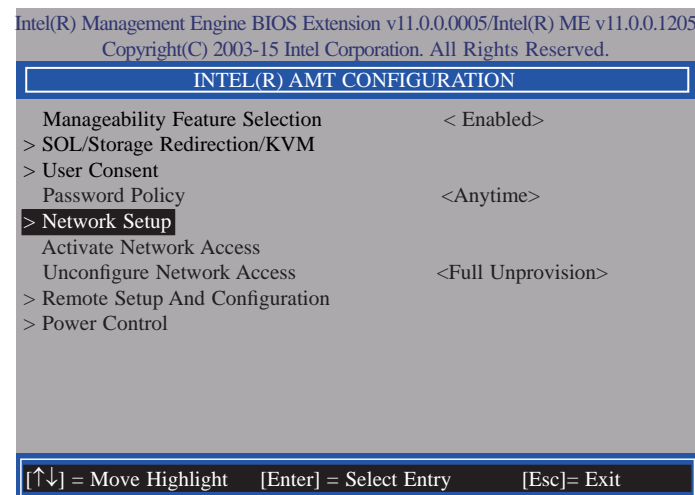 Intel(R) Management Engine BIOS Extension v11.0.0.0005/Intel(R) ME v11.0.0.1205
Copyright(C) 2003-15 Intel Corporation. All Rights Reserved.
INTEL(R) AMT CONFIGURATION
Manageability Feature Selection < Enabled>
> SOL/Storage Redirection/KVM
> User Consent
Password Policy <Anytime>
> Network Setup
Activate Network Access
Unconfigure Network Access <Full Unprovision>
> Remote Setup And Configuration
> Power Control
[↑↓] = Move Highlight [Enter] = Select Entry [Esc]= Exit